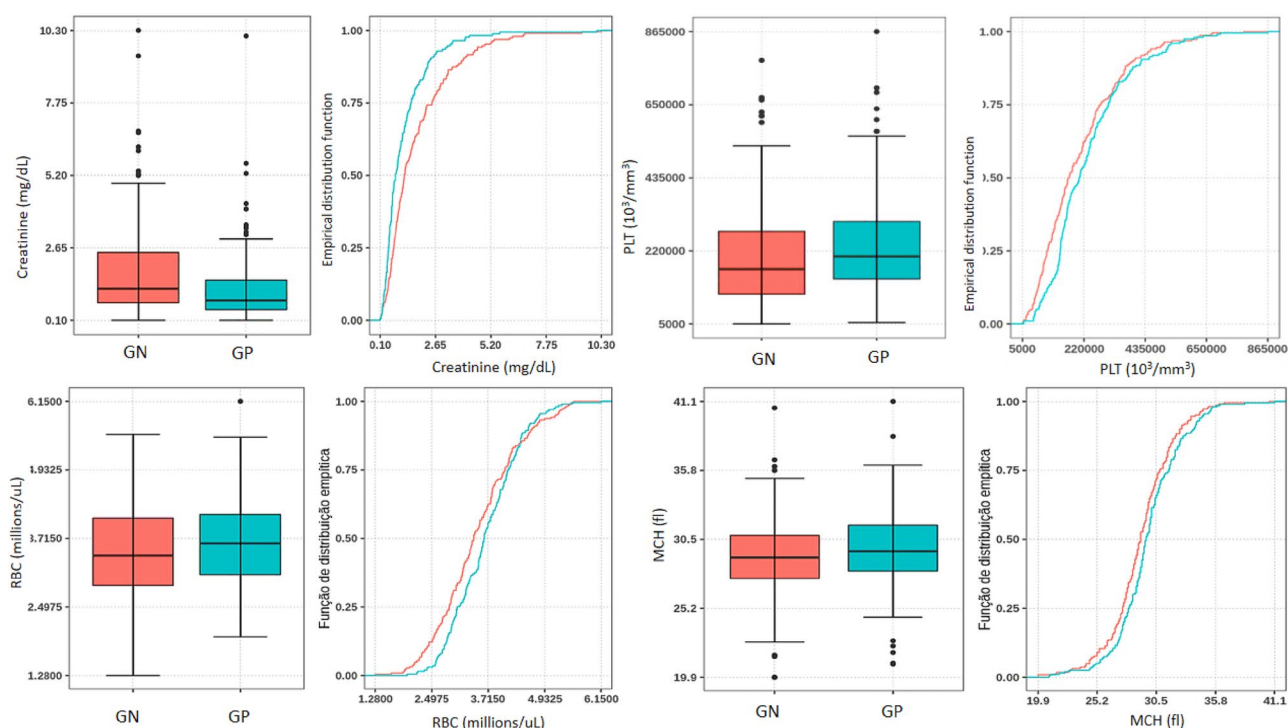 Creatinine (mg/dL)
10.30
7.75
5.20
2.65
0.10
GN GP
Empirical distribution function
1.00
0.75
0.50
0.25
0.00
0.10 2.65 5.20 7.75 10.30
Creatinine (mg/dL)
PLT (10³/mm³)
865000
650000
435000
220000
5000
GN GP
Empirical distribution function
1.00
0.75
0.50
0.25
0.00
5000 220000 435000 650000 865000
PLT (10³/mm³)
RBC (millions/uL)
6.1500
1.9325
3.7150
2.4975
1.2800
GN GP
Função de distribuição empítica
1.00
0.75
0.50
0.25
0.00
1.2800 2.4975 3.7150 4.9325 6.1500
RBC (millions/uL)
MCH (fl)
41.1
35.8
30.5
25.2
19.9
GN GP
Função de distribuição empítica
1.00
0.75
0.50
0.25
0.00
19.9 25.2 30.5 35.8 41.1
MCH (fl)